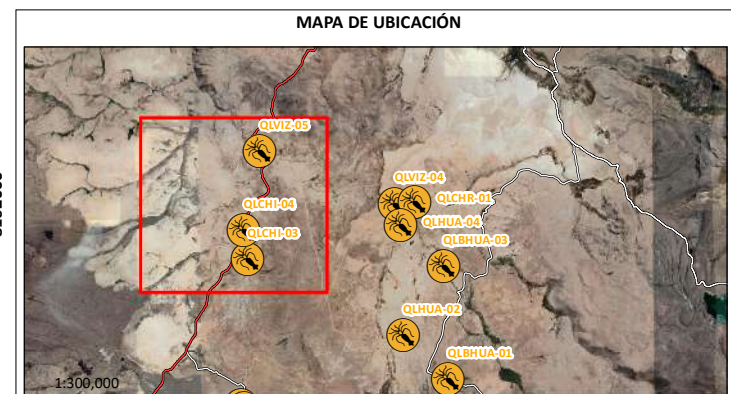 MAPA DE UBICACIÓN
QLVIZ-05
QLVIZ-04
QLCHR-01
QLCHI-04
QLHUA-04
QLCHI-03
QLBHUA-03
QLHUA-02
QLBHUA-01
1:300,000